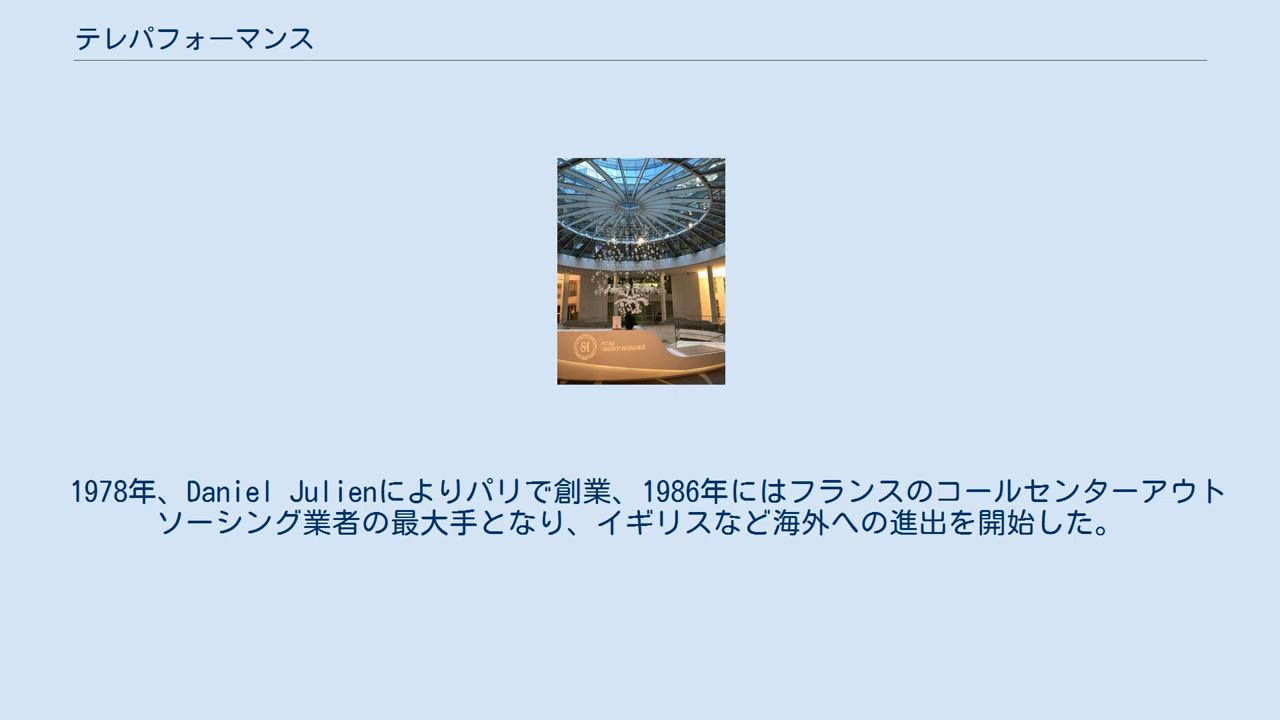 テレパフォーマンス
SH
SAINT-HONORÉ
1978年、Daniel Julienによりパリで創業、1986年にはフランスのコールセンターアウト
ソーシング業者の最大手となり、イギリスなど海外への進出を開始した。